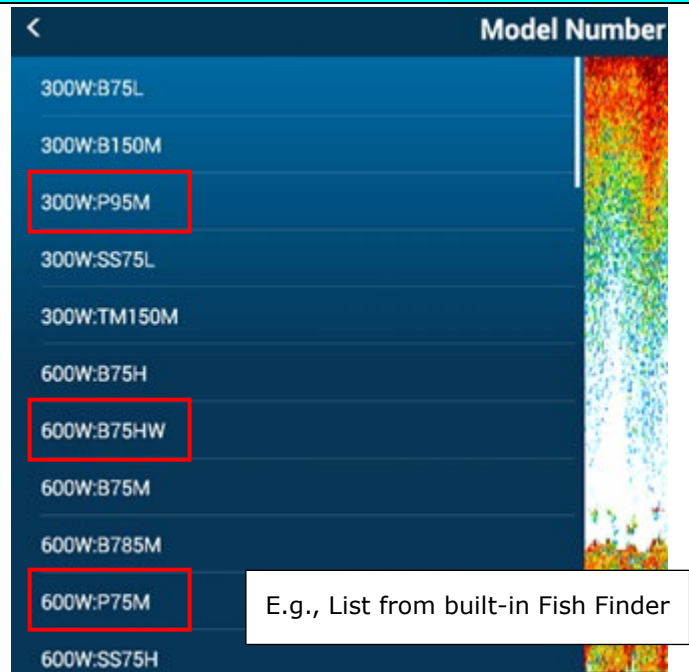 Model Number
300W:B75L
300W:B150M
300W:P95M
300W:SS75L
300W:TM150M
600W:B75H
600W:B75HW
600W:B75M
600W:B785M
600W:P75M
E.g., List from built-in Fish Finder
600W:SS75H